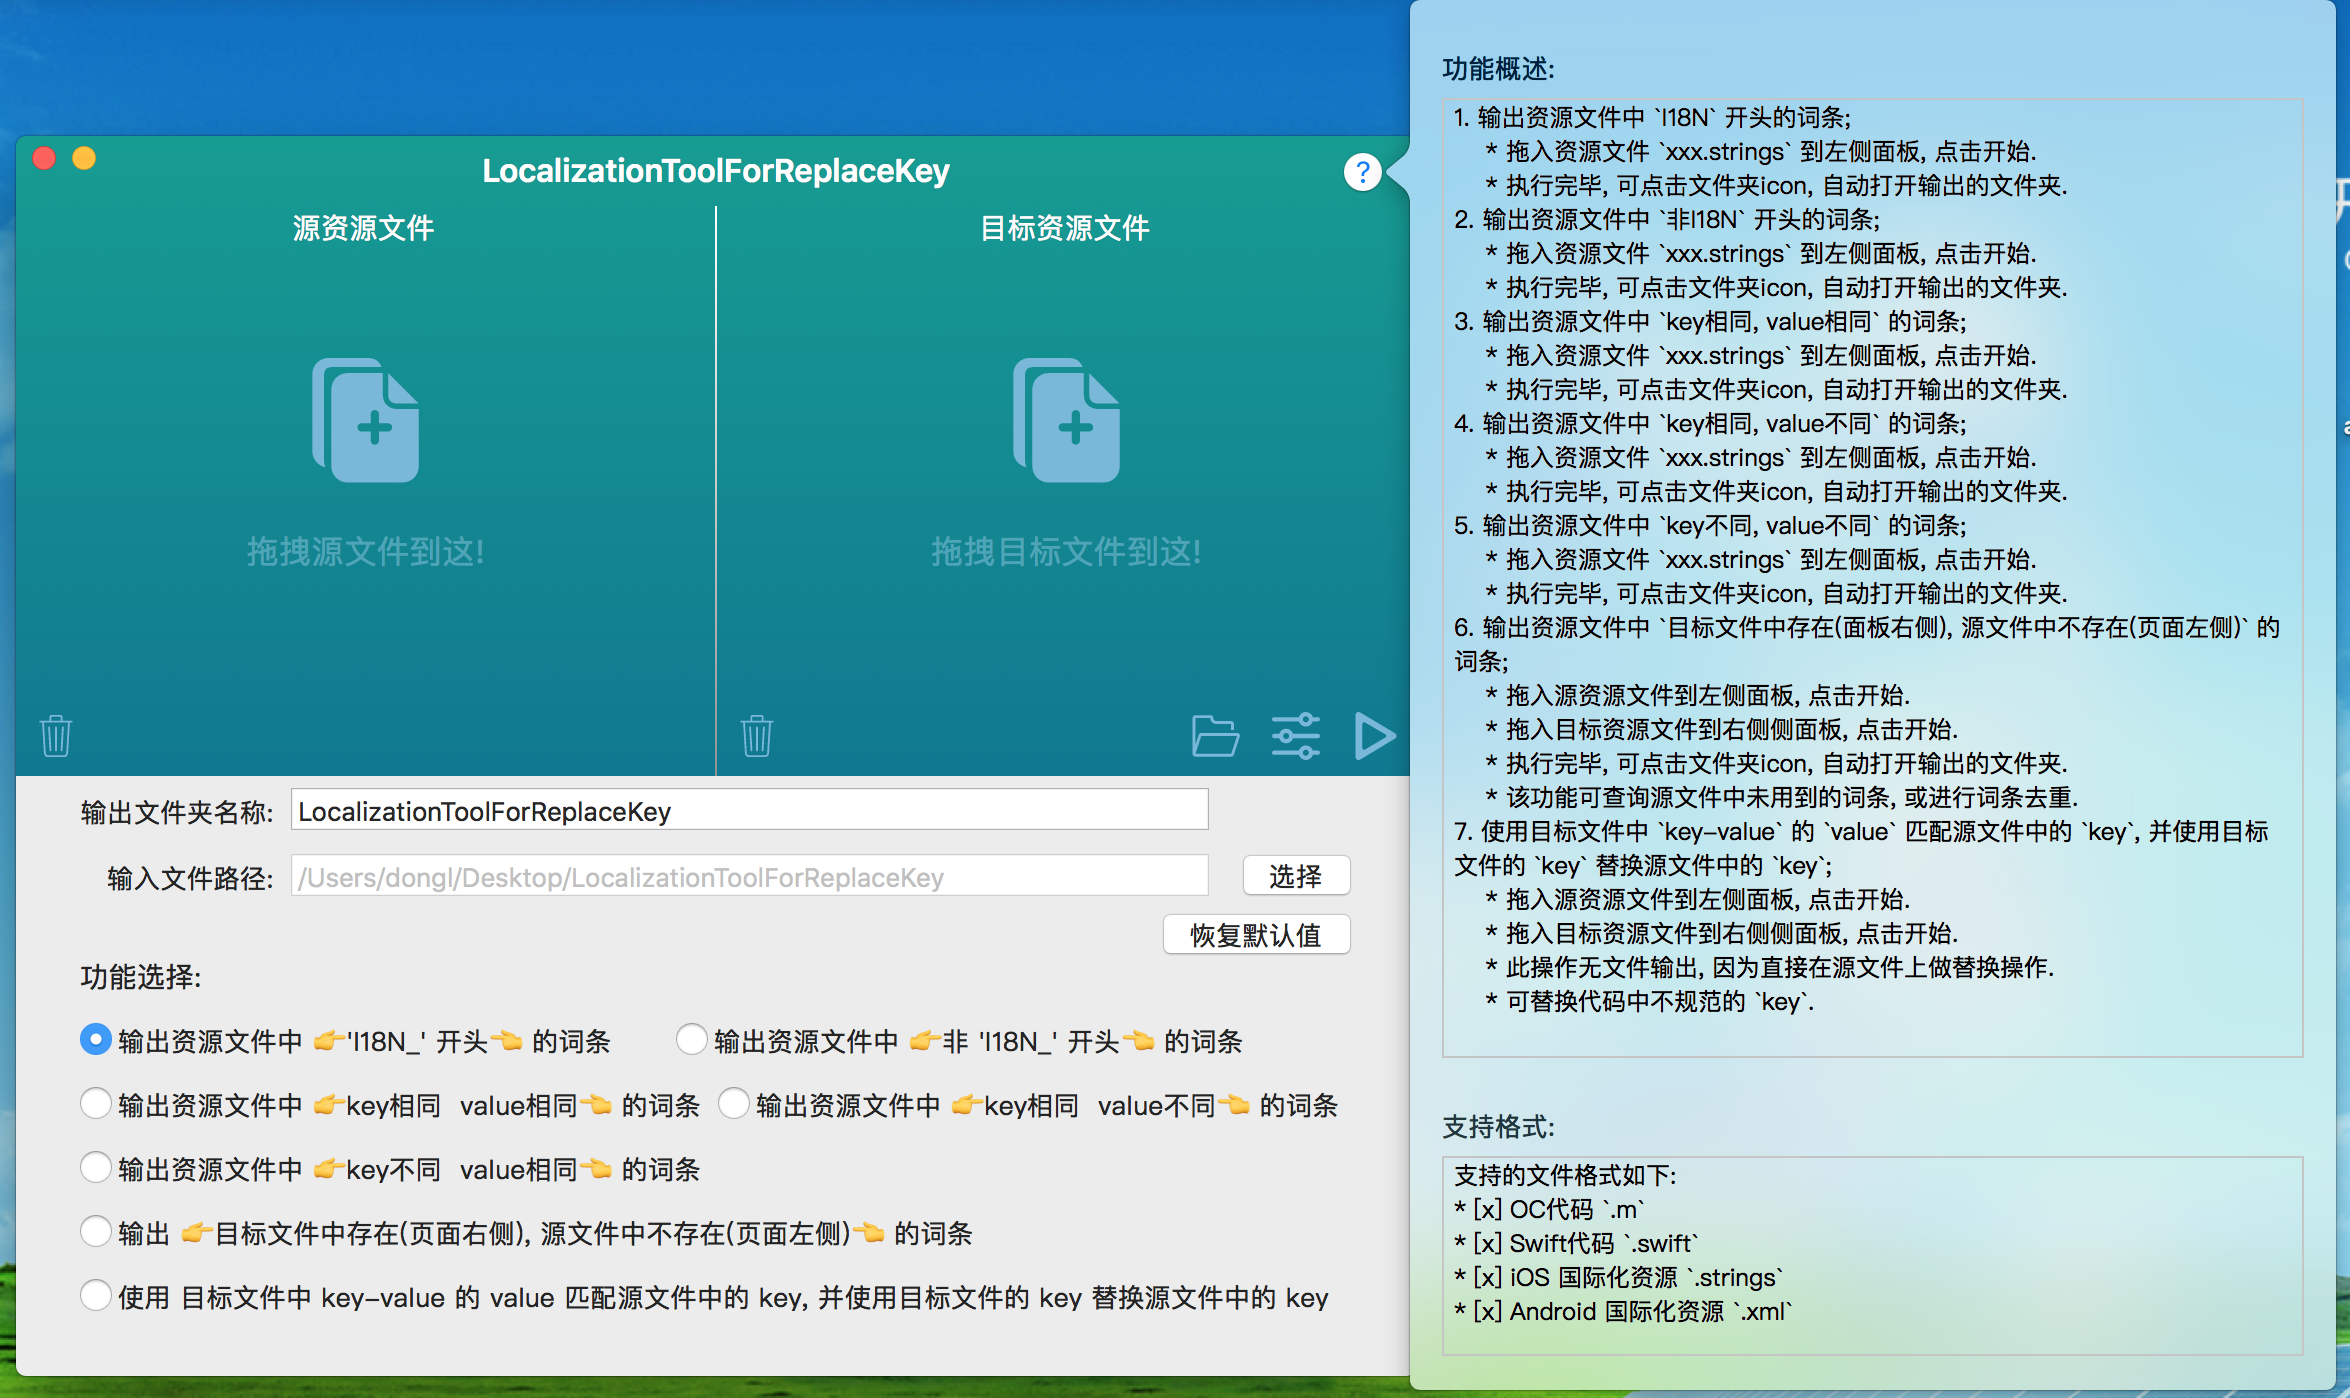 LocalizationToolForReplaceKey
?
源资源文件
目标资源文件
拖拽源文件到这!
拖拽目标文件到这!
输出文件夹名称:
LocalizationToolForReplaceKey
输入文件路径:
/Users/dongl/Desktop/LocalizationToolForReplaceKey
选择
恢复默认值
功能选择:
输出资源文件中 👉'I18N_' 开头👈 的词条
输出资源文件中 👉非 'I18N_' 开头👈 的词条
输出资源文件中 👉key相同 value相同👈 的词条
输出资源文件中 👉key相同 value不同👈 的词条
输出资源文件中 👉key不同 value相同👈 的词条
输出 👉目标文件中存在(页面右侧), 源文件中不存在(页面左侧)👈 的词条
使用 目标文件中 key-value 的 value 匹配源文件中的 key, 并使用目标文件的 key 替换源文件中的 key
功能概述:
1. 输出资源文件中 `I18N` 开头的词条;
* 拖入资源文件 `xxx.strings` 到左侧面板, 点击开始.
* 执行完毕, 可点击文件夹icon, 自动打开输出的文件夹.
2. 输出资源文件中 `非I18N` 开头的词条;
* 拖入资源文件 `xxx.strings` 到左侧面板, 点击开始.
* 执行完毕, 可点击文件夹icon, 自动打开输出的文件夹.
3. 输出资源文件中 `key相同, value相同` 的词条;
* 拖入资源文件 `xxx.strings` 到左侧面板, 点击开始.
* 执行完毕, 可点击文件夹icon, 自动打开输出的文件夹.
4. 输出资源文件中 `key相同, value不同` 的词条;
* 拖入资源文件 `xxx.strings` 到左侧面板, 点击开始.
* 执行完毕, 可点击文件夹icon, 自动打开输出的文件夹.
5. 输出资源文件中 `key不同, value不同` 的词条;
* 拖入资源文件 `xxx.strings` 到左侧面板, 点击开始.
* 执行完毕, 可点击文件夹icon, 自动打开输出的文件夹.
6. 输出资源文件中 `目标文件中存在(面板右侧), 源文件中不存在(页面左侧)` 的
词条;
* 拖入源资源文件到左侧面板, 点击开始.
* 拖入目标资源文件到右侧侧面板, 点击开始.
* 执行完毕, 可点击文件夹icon, 自动打开输出的文件夹.
* 该功能可查询源文件中未用到的词条, 或进行词条去重.
7. 使用目标文件中 `key-value` 的 `value` 匹配源文件中的 `key`, 并使用目标
文件的 `key` 替换源文件中的 `key`;
* 拖入源资源文件到左侧面板, 点击开始.
* 拖入目标资源文件到右侧侧面板, 点击开始.
* 此操作无文件输出, 因为直接在源文件上做替换操作.
* 可替换代码中不规范的 `key`.
支持格式:
支持的文件格式如下:
* [x] OC代码 `.m`
* [x] Swift代码 `.swift`
* [x] iOS 国际化资源 `.strings`
* [x] Android 国际化资源 `.xml`